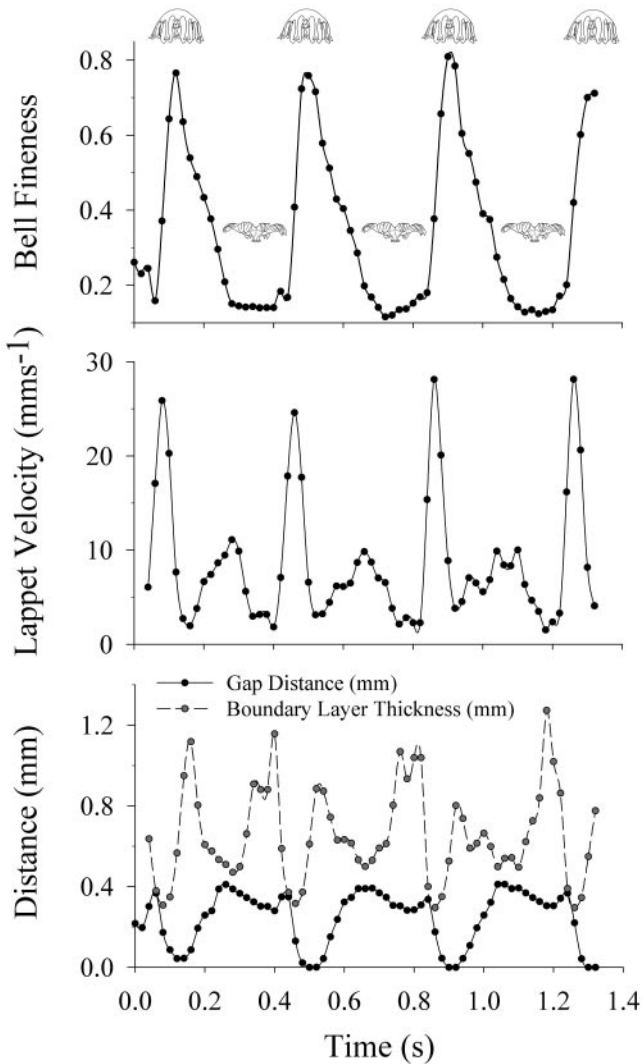 Bell Fineness
0.8
0.6
0.4
0.2
Lappet Velocity (mms-1)
30
20
10
0
Gap Distance (mm)
Boundary Layer Thickness (mm)
Distance (mm)
1.2
0.8
0.4
0.0
0.0 0.2 0.4 0.6 0.8 1.0 1.2 1.4
Time (s)